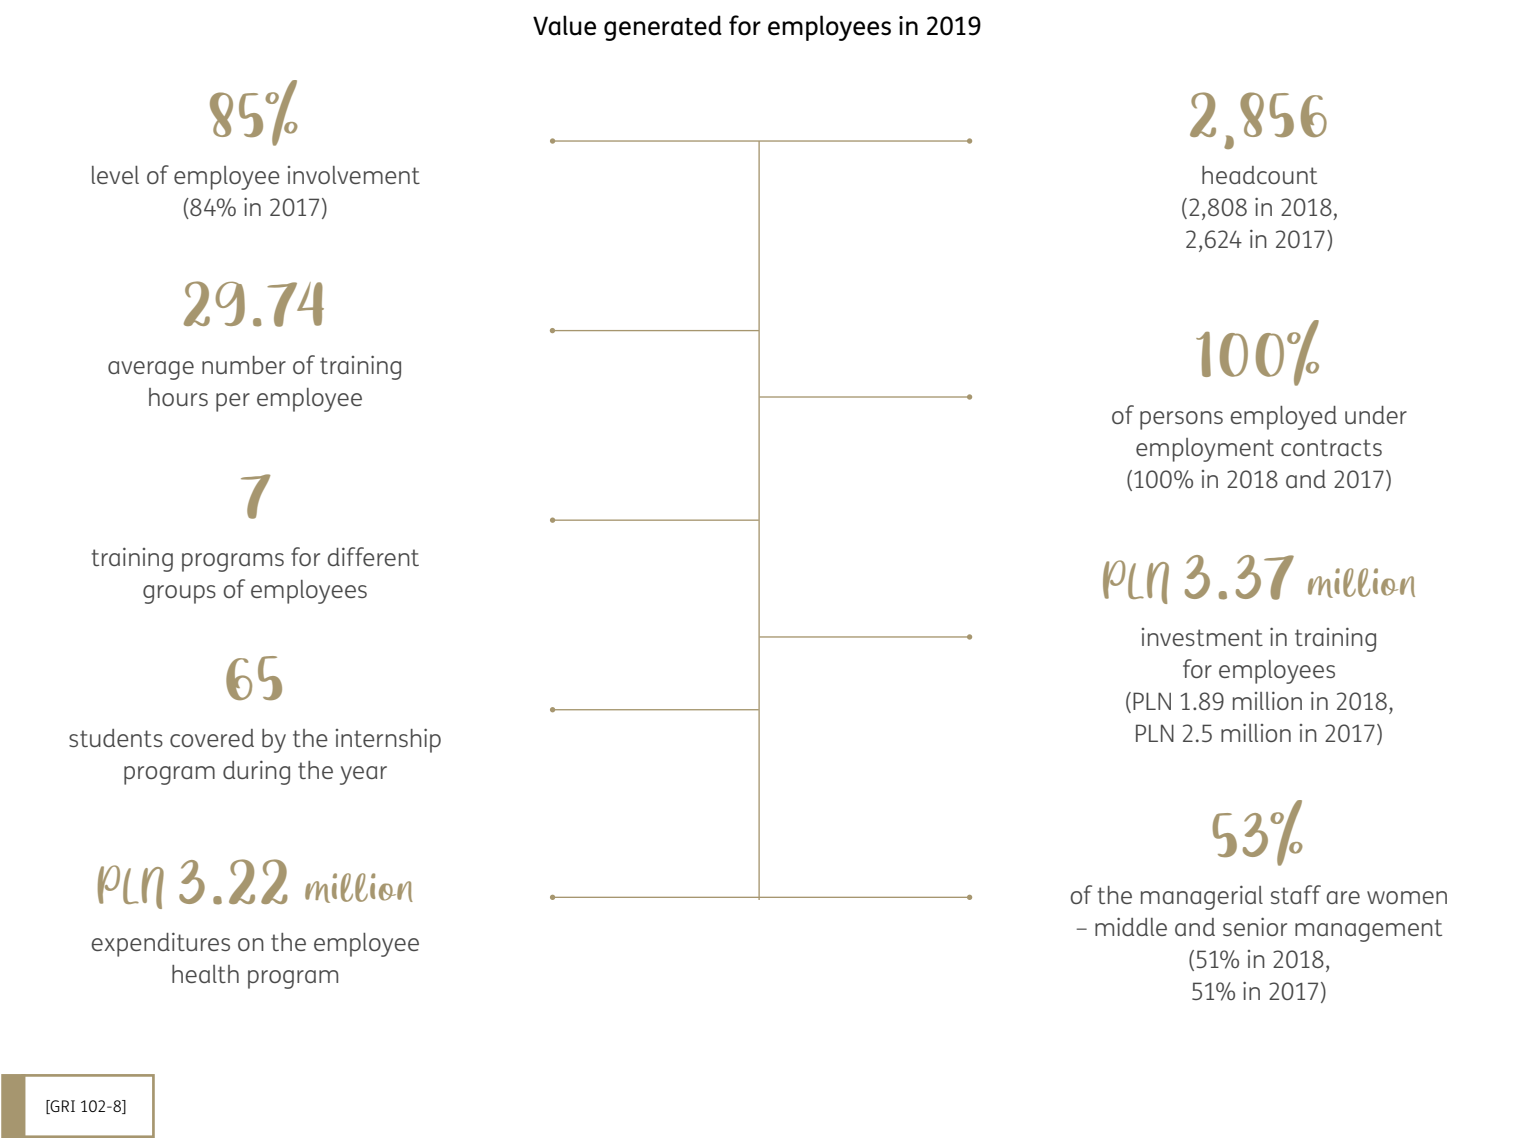 Value generated for employees in 2019
85%
level of employee involvement
(84% in 2017)
29.74
average number of training
hours per employee
7
training programs for different
groups of employees
65
students covered by the internship
program during the year
PLN 3.22 million
expenditures on the employee
health program
2,856
headcount
(2,808 in 2018,
2,624 in 2017)
100%
of persons employed under
employment contracts
(100% in 2018 and 2017)
PLN 3.37 million
investment in training
for employees
(PLN 1.89 million in 2018,
PLN 2.5 million in 2017)
53%
of the managerial staff are women
– middle and senior management
(51% in 2018,
51% in 2017)
[GRI 102-8]